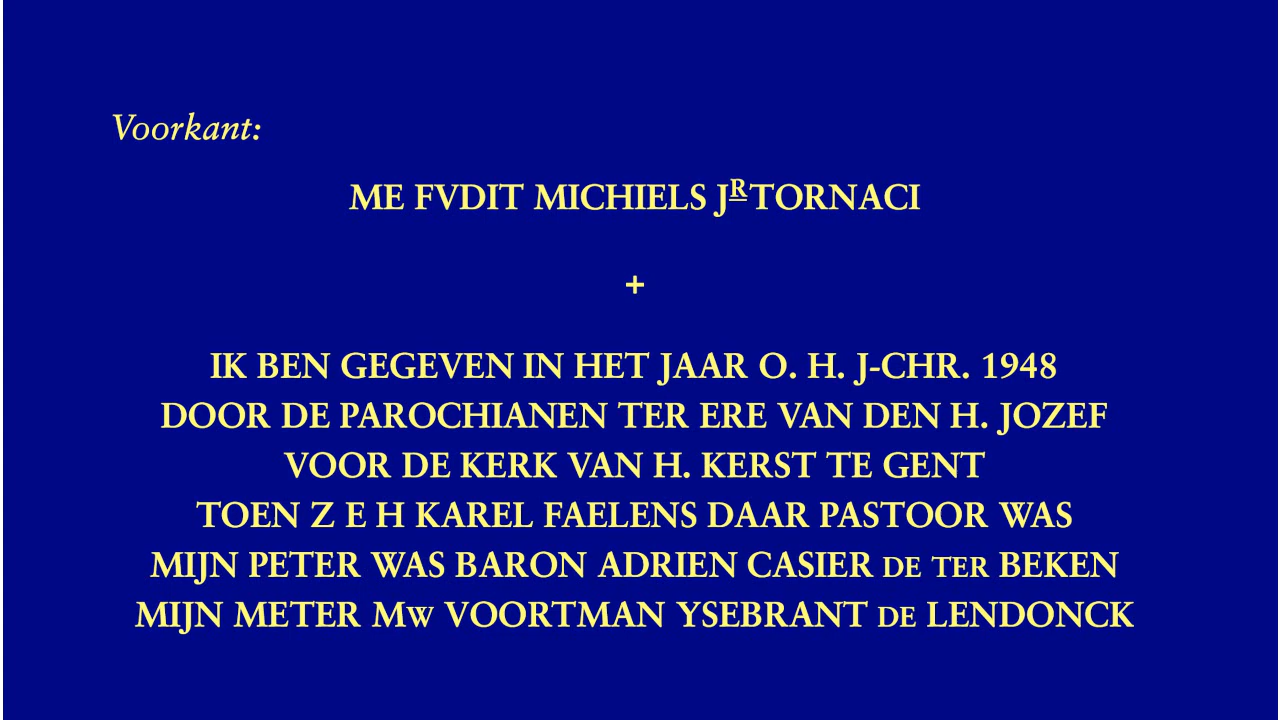 Voorkant:
ME FVDIT MICHIELS Jᴿ TORNACI
+
IK BEN GEGEVEN IN HET JAAR O. H. J-CHR. 1948
DOOR DE PAROCHIANEN TER ERE VAN DEN H. JOZEF
VOOR DE KERK VAN H. KERST TE GENT
TOEN Z E H KAREL FAELENS DAAR PASTOOR WAS
MIJN PETER WAS BARON ADRIEN CASIER DE TER BEKEN
MIJN METER MW VOORTMAN YSEBRANT DE LENDONCK